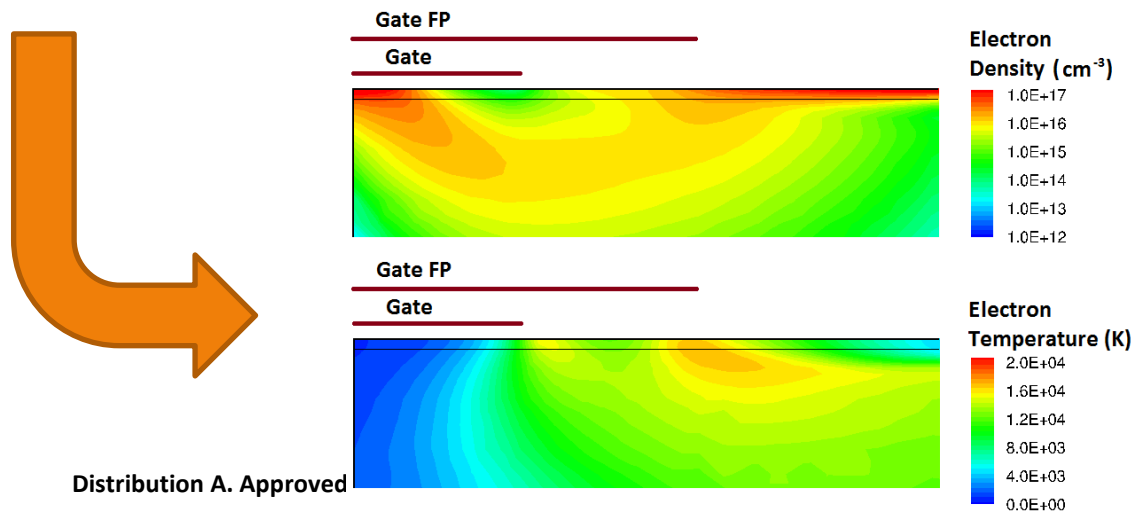 Gate FP
Gate
Electron
Density (cm⁻³)
1.0E+17
1.0E+16
1.0E+15
1.0E+14
1.0E+13
1.0E+12
Gate FP
Gate
Electron
Temperature (K)
2.0E+04
1.6E+04
1.2E+04
8.0E+03
4.0E+03
0.0E+00
Distribution A. Approved